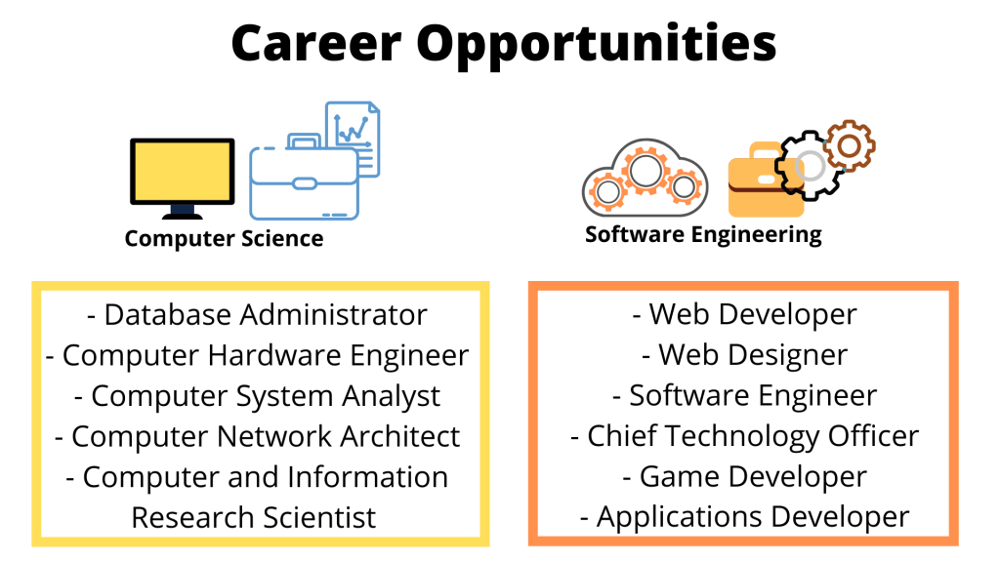 Career Opportunities
Computer Science
- Database Administrator
- Computer Hardware Engineer
- Computer System Analyst
- Computer Network Architect
- Computer and Information
Research Scientist
Software Engineering
- Web Developer
- Web Designer
- Software Engineer
- Chief Technology Officer
- Game Developer
- Applications Developer